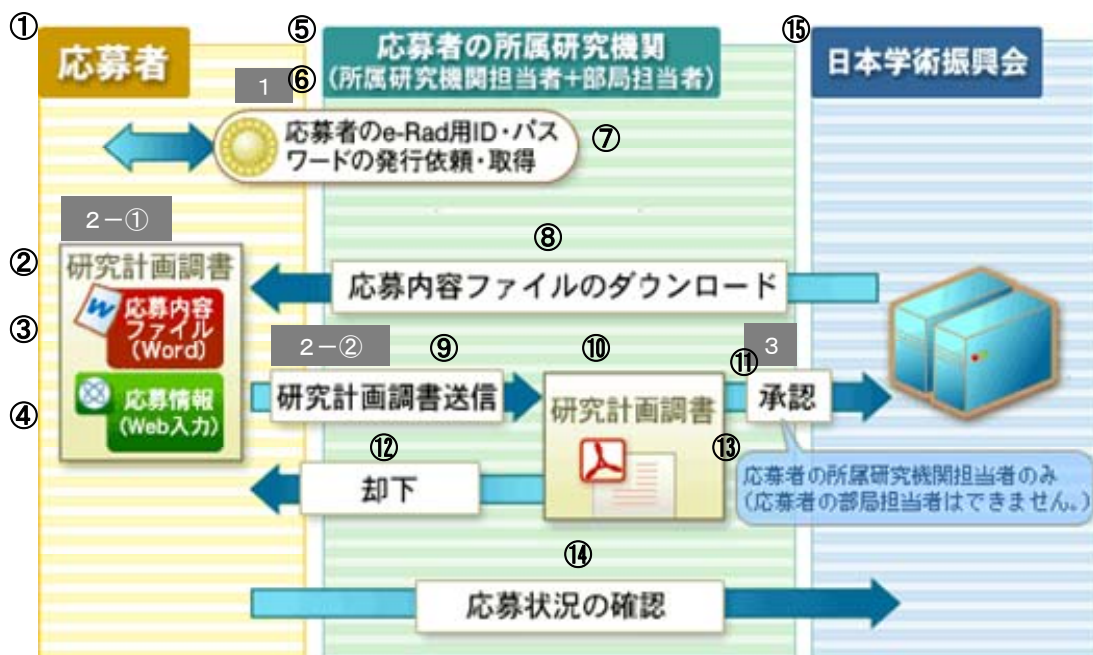 ①
応募者
⑤
応募者の所属研究機関
⑥
(所属研究機関担当者+部局担当者)
⑮
日本学術振興会
1
応募者のe-Rad用ID・パス
ワードの発行依頼・取得
⑦
2-①
②
研究計画調書
③
応募内容
ファイル
(Word)
④
応募情報
(Web入力)
⑧
応募内容ファイルのダウンロード
2-②
⑨
研究計画調書送信
⑩
研究計画調書
⑪
3
承認
⑫
却下
⑬
応募者の所属研究機関担当者のみ
(応募者の部局担当者はできません。)
⑭
応募状況の確認